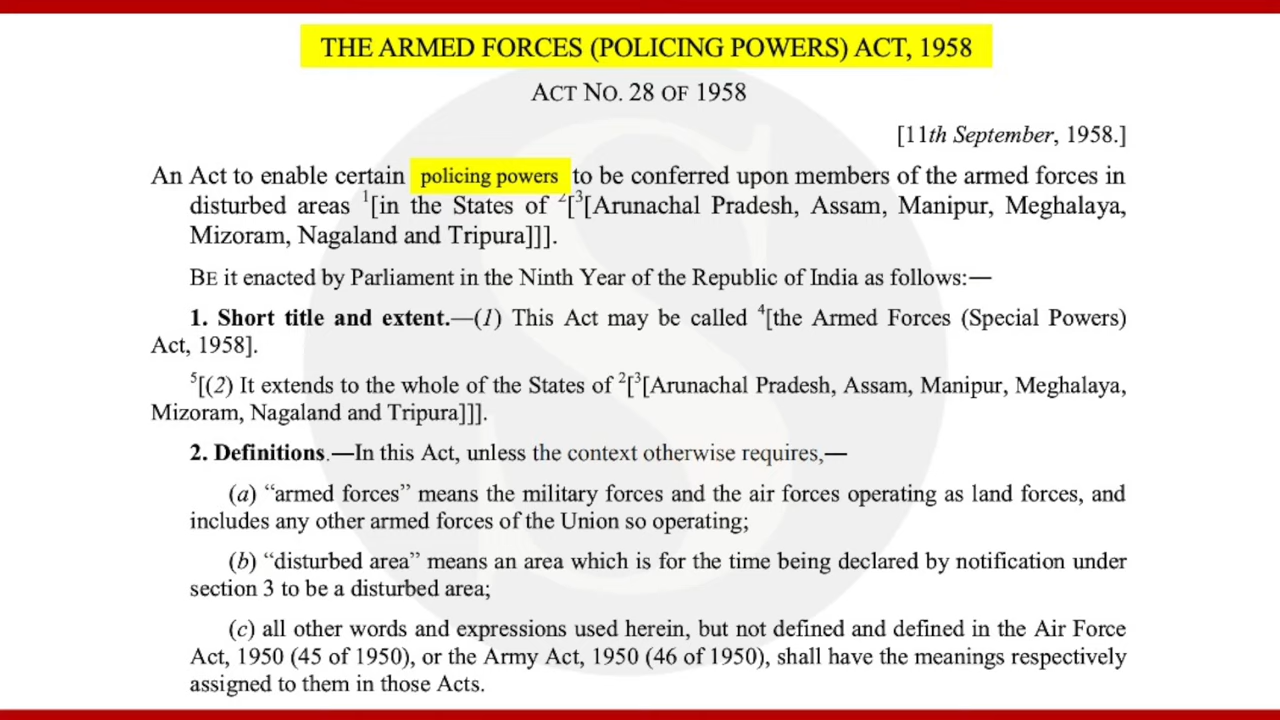 THE ARMED FORCES (POLICING POWERS) ACT, 1958
ACT NO. 28 OF 1958
[11th September, 1958.]
An Act to enable certain policing powers to be conferred upon members of the armed forces in
disturbed areas ¹[in the States of ²[³[Arunachal Pradesh, Assam, Manipur, Meghalaya,
Mizoram, Nagaland and Tripura]]].
BE it enacted by Parliament in the Ninth Year of the Republic of India as follows:—
1. Short title and extent.—(1) This Act may be called ⁴[the Armed Forces (Special Powers)
Act, 1958].
⁵[(2) It extends to the whole of the States of ²[³[Arunachal Pradesh, Assam, Manipur, Meghalaya,
Mizoram, Nagaland and Tripura]]].
2. Definitions.—In this Act, unless the context otherwise requires,—
(a) “armed forces” means the military forces and the air forces operating as land forces, and
includes any other armed forces of the Union so operating;
(b) “disturbed area” means an area which is for the time being declared by notification under
section 3 to be a disturbed area;
(c) all other words and expressions used herein, but not defined and defined in the Air Force
Act, 1950 (45 of 1950), or the Army Act, 1950 (46 of 1950), shall have the meanings respectively
assigned to them in those Acts.